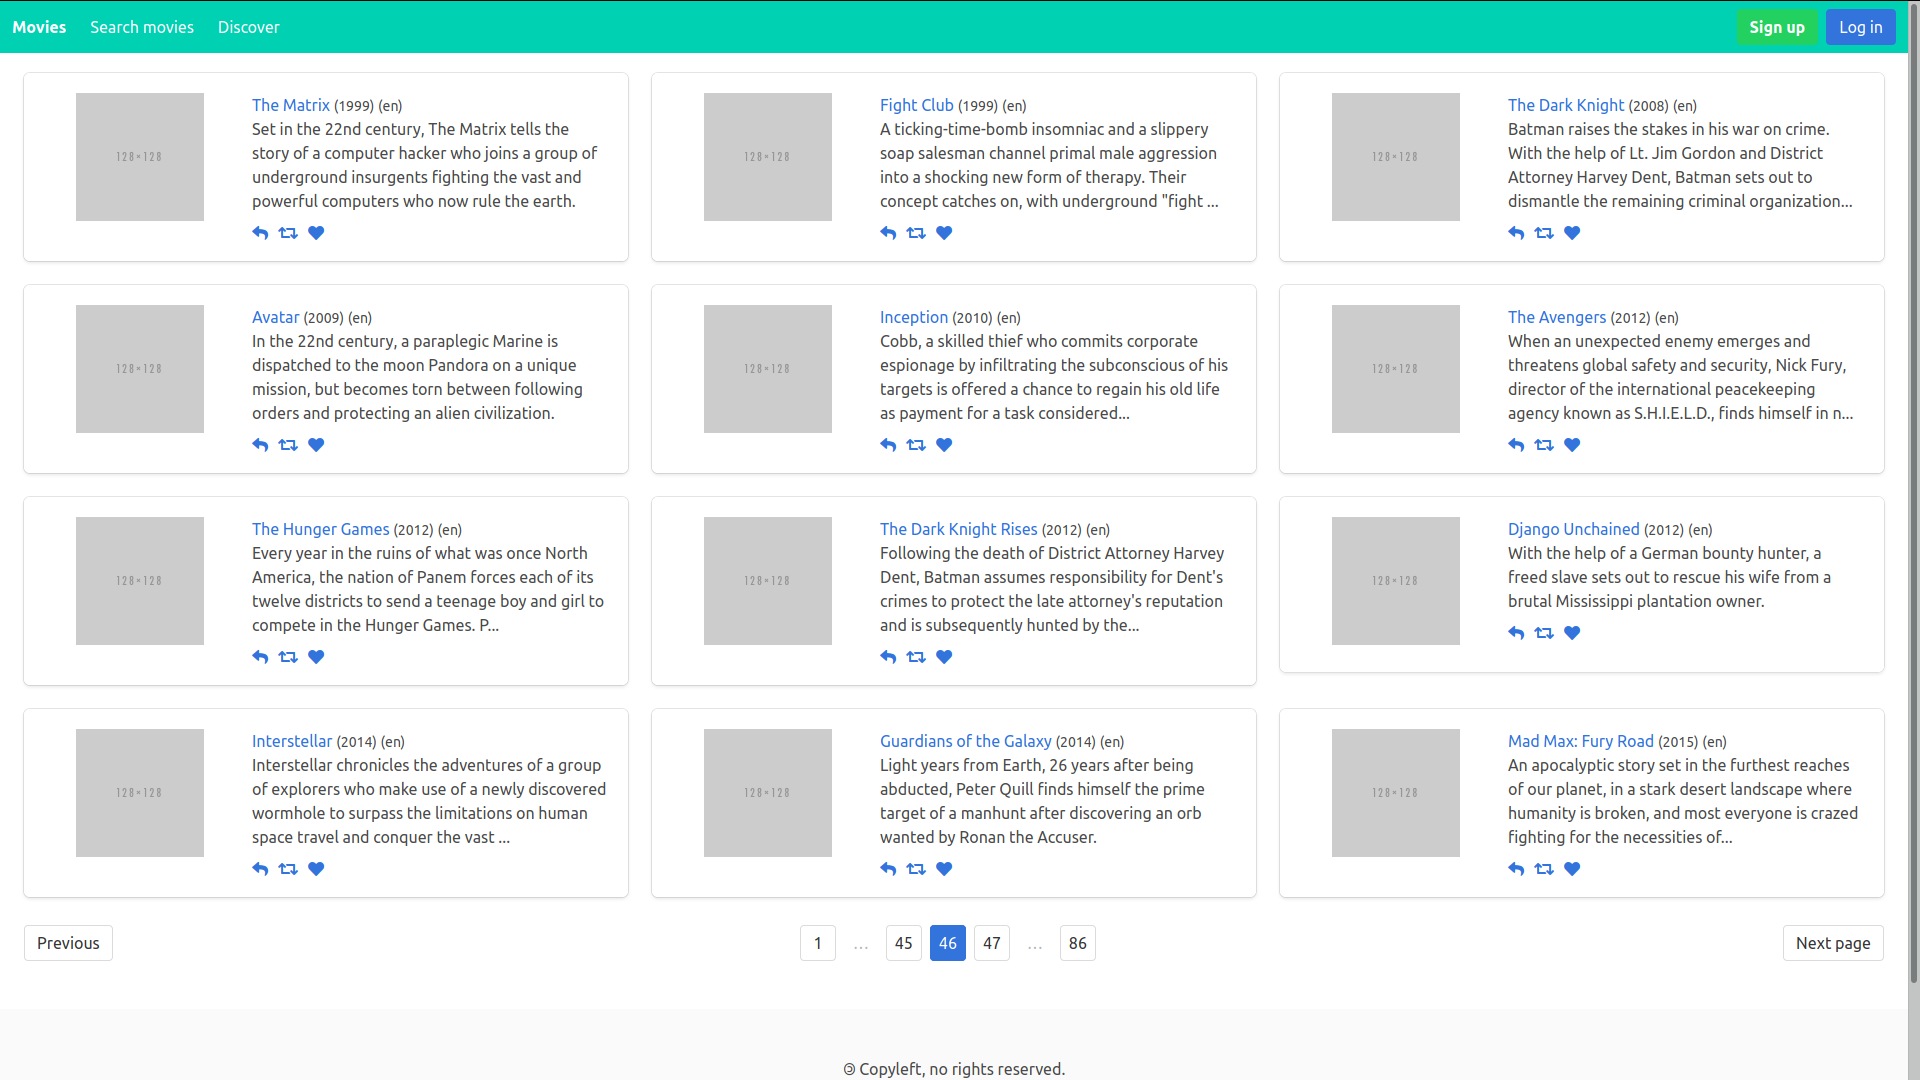 Movies Search movies Discover Sign up Log in
128×128
The Matrix (1999) (en)
Set in the 22nd century, The Matrix tells the
story of a computer hacker who joins a group of
underground insurgents fighting the vast and
powerful computers who now rule the earth.
128×128
Fight Club (1999) (en)
A ticking-time-bomb insomniac and a slippery
soap salesman channel primal male aggression
into a shocking new form of therapy. Their
concept catches on, with underground "fight ...
128×128
The Dark Knight (2008) (en)
Batman raises the stakes in his war on crime.
With the help of Lt. Jim Gordon and District
Attorney Harvey Dent, Batman sets out to
dismantle the remaining criminal organization...
128×128
Avatar (2009) (en)
In the 22nd century, a paraplegic Marine is
dispatched to the moon Pandora on a unique
mission, but becomes torn between following
orders and protecting an alien civilization.
128×128
Inception (2010) (en)
Cobb, a skilled thief who commits corporate
espionage by infiltrating the subconscious of his
targets is offered a chance to regain his old life
as payment for a task considered...
128×128
The Avengers (2012) (en)
When an unexpected enemy emerges and
threatens global safety and security, Nick Fury,
director of the international peacekeeping
agency known as S.H.I.E.L.D., finds himself in n...
128×128
The Hunger Games (2012) (en)
Every year in the ruins of what was once North
America, the nation of Panem forces each of its
twelve districts to send a teenage boy and girl to
compete in the Hunger Games. P...
128×128
The Dark Knight Rises (2012) (en)
Following the death of District Attorney Harvey
Dent, Batman assumes responsibility for Dent's
crimes to protect the late attorney's reputation
and is subsequently hunted by the...
128×128
Django Unchained (2012) (en)
With the help of a German bounty hunter, a
freed slave sets out to rescue his wife from a
brutal Mississippi plantation owner.
128×128
Interstellar (2014) (en)
Interstellar chronicles the adventures of a group
of explorers who make use of a newly discovered
wormhole to surpass the limitations on human
space travel and conquer the vast ...
128×128
Guardians of the Galaxy (2014) (en)
Light years from Earth, 26 years after being
abducted, Peter Quill finds himself the prime
target of a manhunt after discovering an orb
wanted by Ronan the Accuser.
128×128
Mad Max: Fury Road (2015) (en)
An apocalyptic story set in the furthest reaches
of our planet, in a stark desert landscape where
humanity is broken, and most everyone is crazed
fighting for the necessities of...
Previous 1 … 45 46 47 … 86 Next page
🄯 Copyleft, no rights reserved.